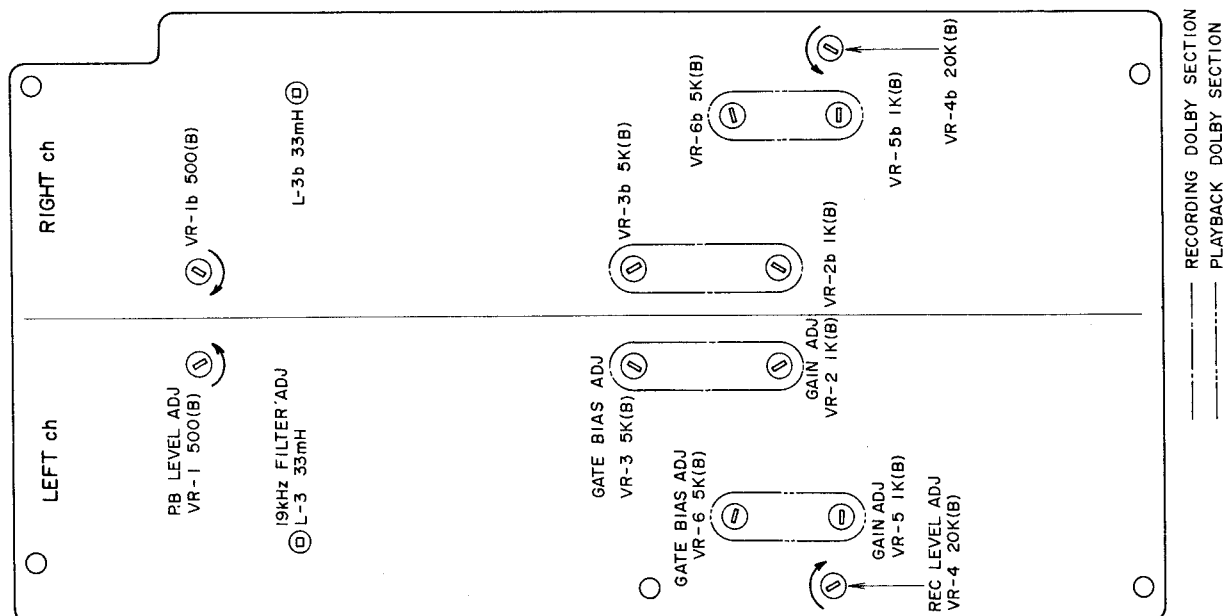 LEFT ch
RIGHT ch
P.B LEVEL ADJ
VR-1 500(B)
VR-1b 500(B)
19kHz FILTER ADJ
L-3 33mH
L-3b 33mH
GATE BIAS ADJ
VR-3 5K(B)
VR-3b 5K(B)
GATE BIAS ADJ
VR-6 5K(B)
VR-6b 5K(B)
GAIN ADJ
VR-2 1K(B)
VR-2b 1K(B)
GAIN ADJ
VR-5 1K(B)
VR-5b 1K(B)
REC LEVEL ADJ
VR-4 20K(B)
VR-4b 20K(B)
RECORDING DOLBY SECTION
PLAYBACK DOLBY SECTION